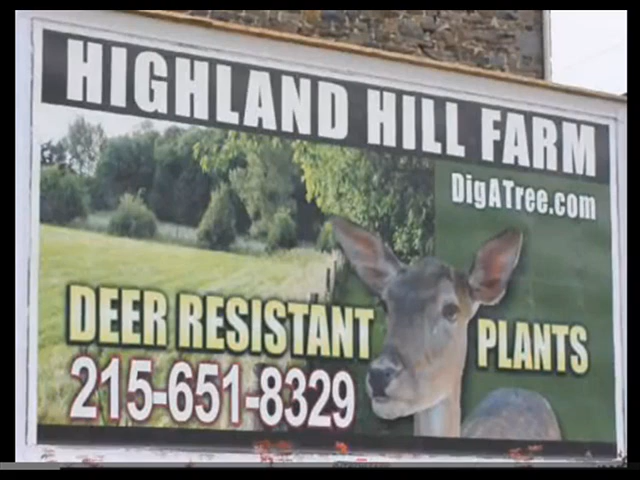 HIGHLAND HILL FARM
DigATree.com
DEER RESISTANT PLANTS
215-651-8329